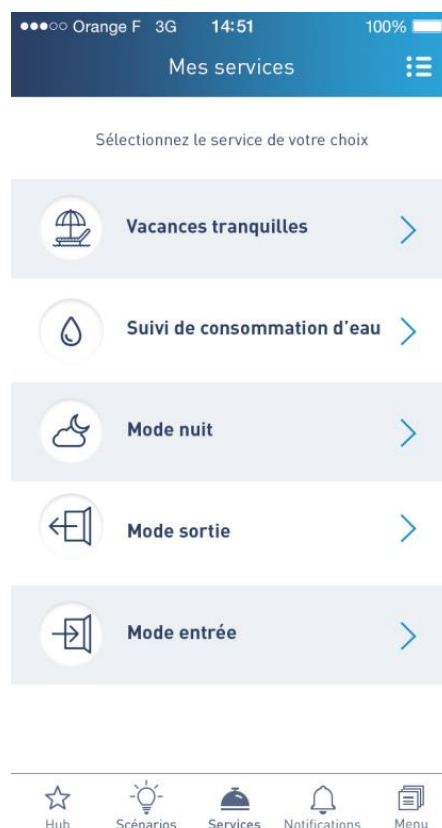 Orange F 3G 14:51 100%
Mes services
Sélectionnez le service de votre choix
Vacances tranquilles
Suivi de consommation d'eau
Mode nuit
Mode sortie
Mode entrée
Hub Scénarios Services Notifications Menu